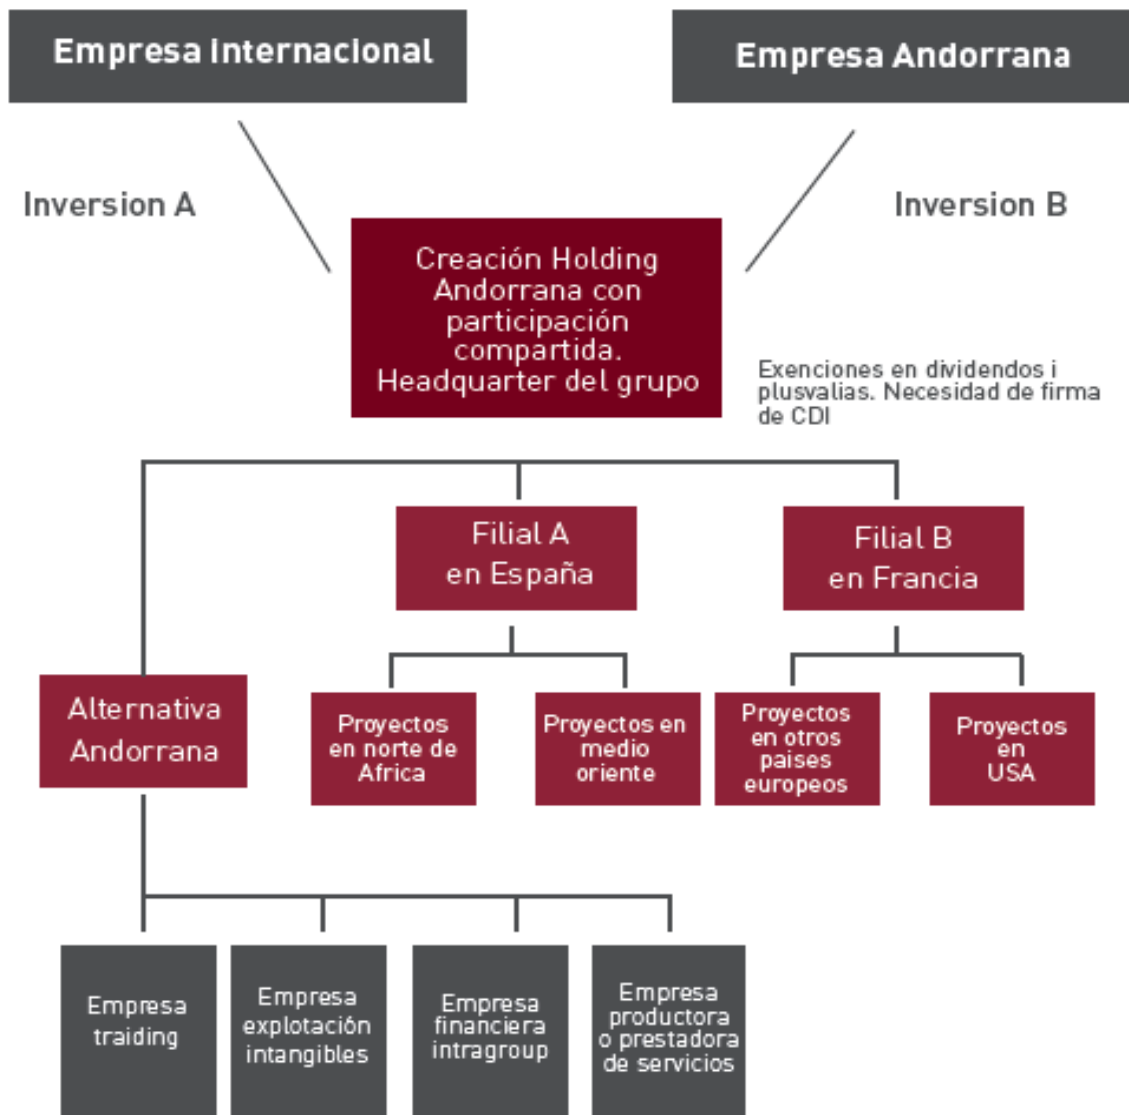 Empresa Internacional
Empresa Andorrana
Inversion A
Inversion B
Creación Holding
Andorrana con
participación
compartida.
Headquarter del grupo
Exenciones en dividendos i
plusvalias. Necesidad de firma
de CDI
Filial A
en España
Filial B
en Francia
Alternativa
Andorrana
Proyectos
en norte de
Africa
Proyectos en
medio
oriente
Proyectos
en otros
paises
europeos
Proyectos
en
USA
Empresa
traiding
Empresa
explotación
intangibles
Empresa
financiera
intragroup
Empresa
productora
o prestadora
de servicios